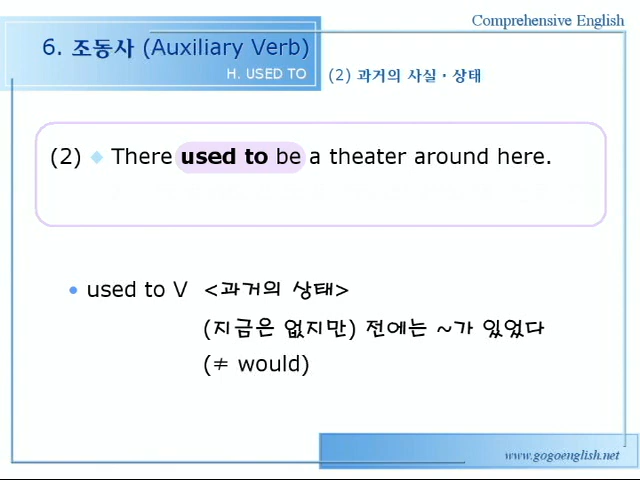 Comprehensive English
6. 조동사 (Auxiliary Verb)
H. USED TO
(2) 과거의 사실 · 상태
(2) ◆ There used to be a theater around here.
• used to V <과거의 상태>
(지금은 없지만) 전에는 ~가 있었다
(≠ would)
www.gogoenglish.net